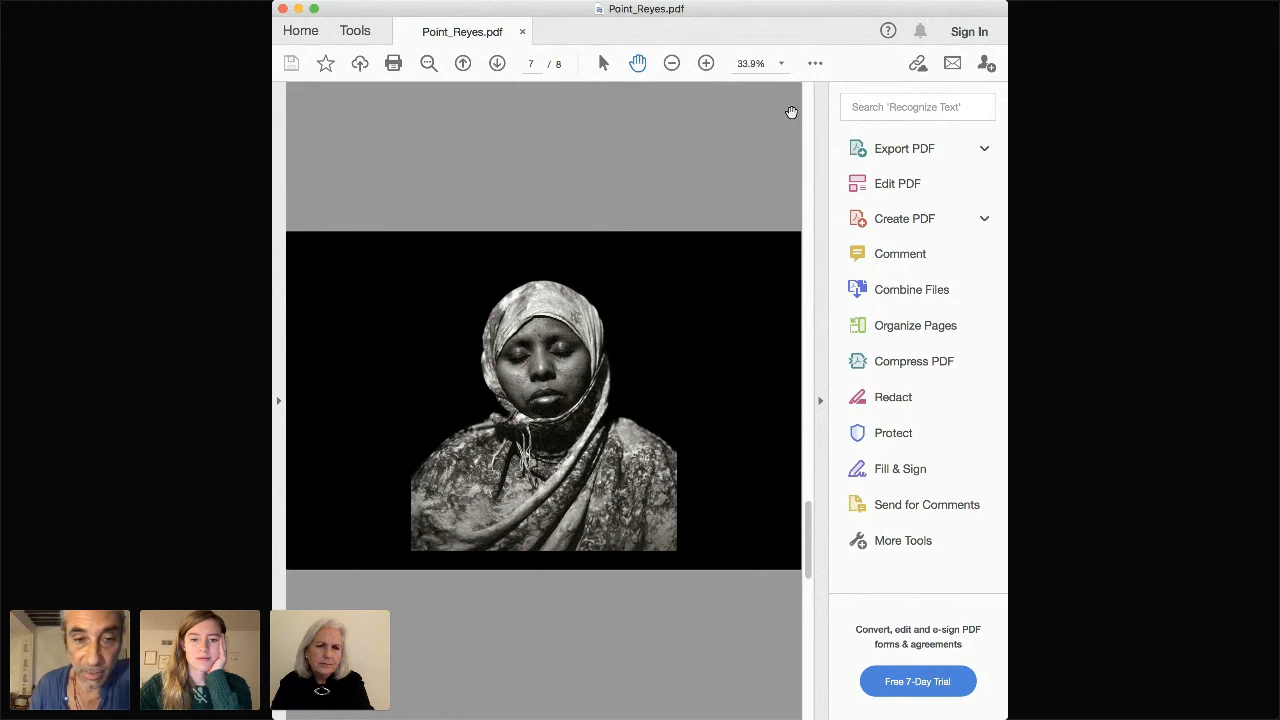 Point_Reyes.pdf
Home Tools Point_Reyes.pdf × Sign In
7 / 8 33.9%
Search 'Recognize Text'
Export PDF
Edit PDF
Create PDF
Comment
Combine Files
Organize Pages
Compress PDF
Redact
Protect
Fill & Sign
Send for Comments
More Tools
Convert, edit and e-sign PDF
forms & agreements
Free 7-Day Trial